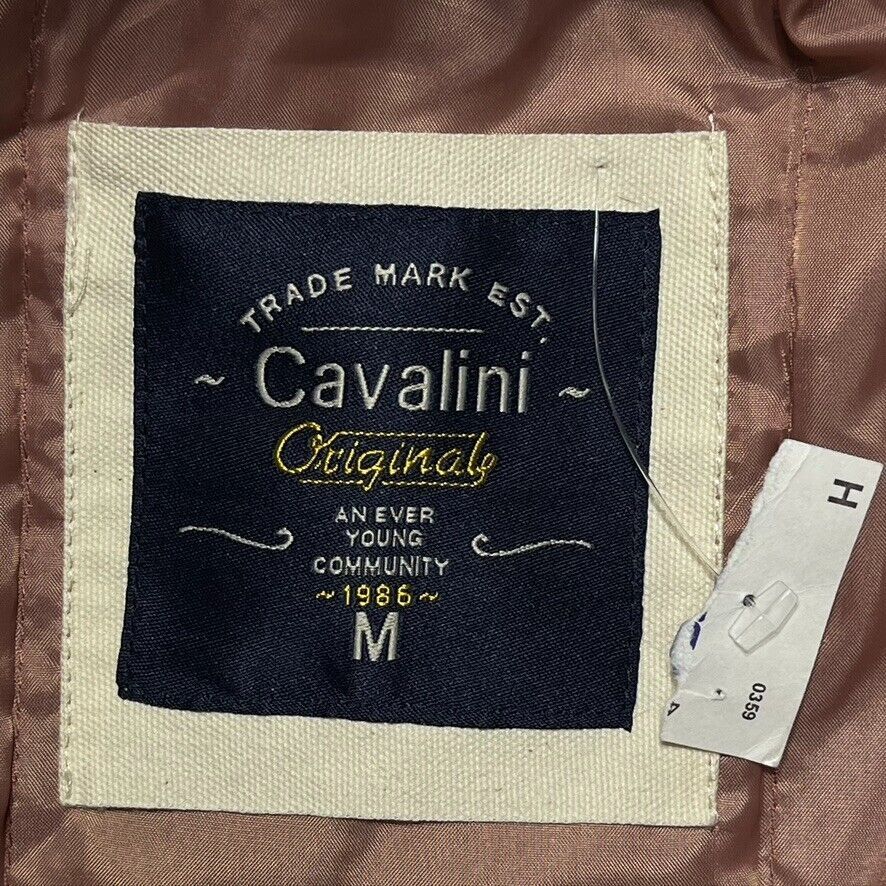 TRADE MARK EST.
~ Cavalini ~
Originals
AN EVER
YOUNG
COMMUNITY
~1986~
M
H
0359